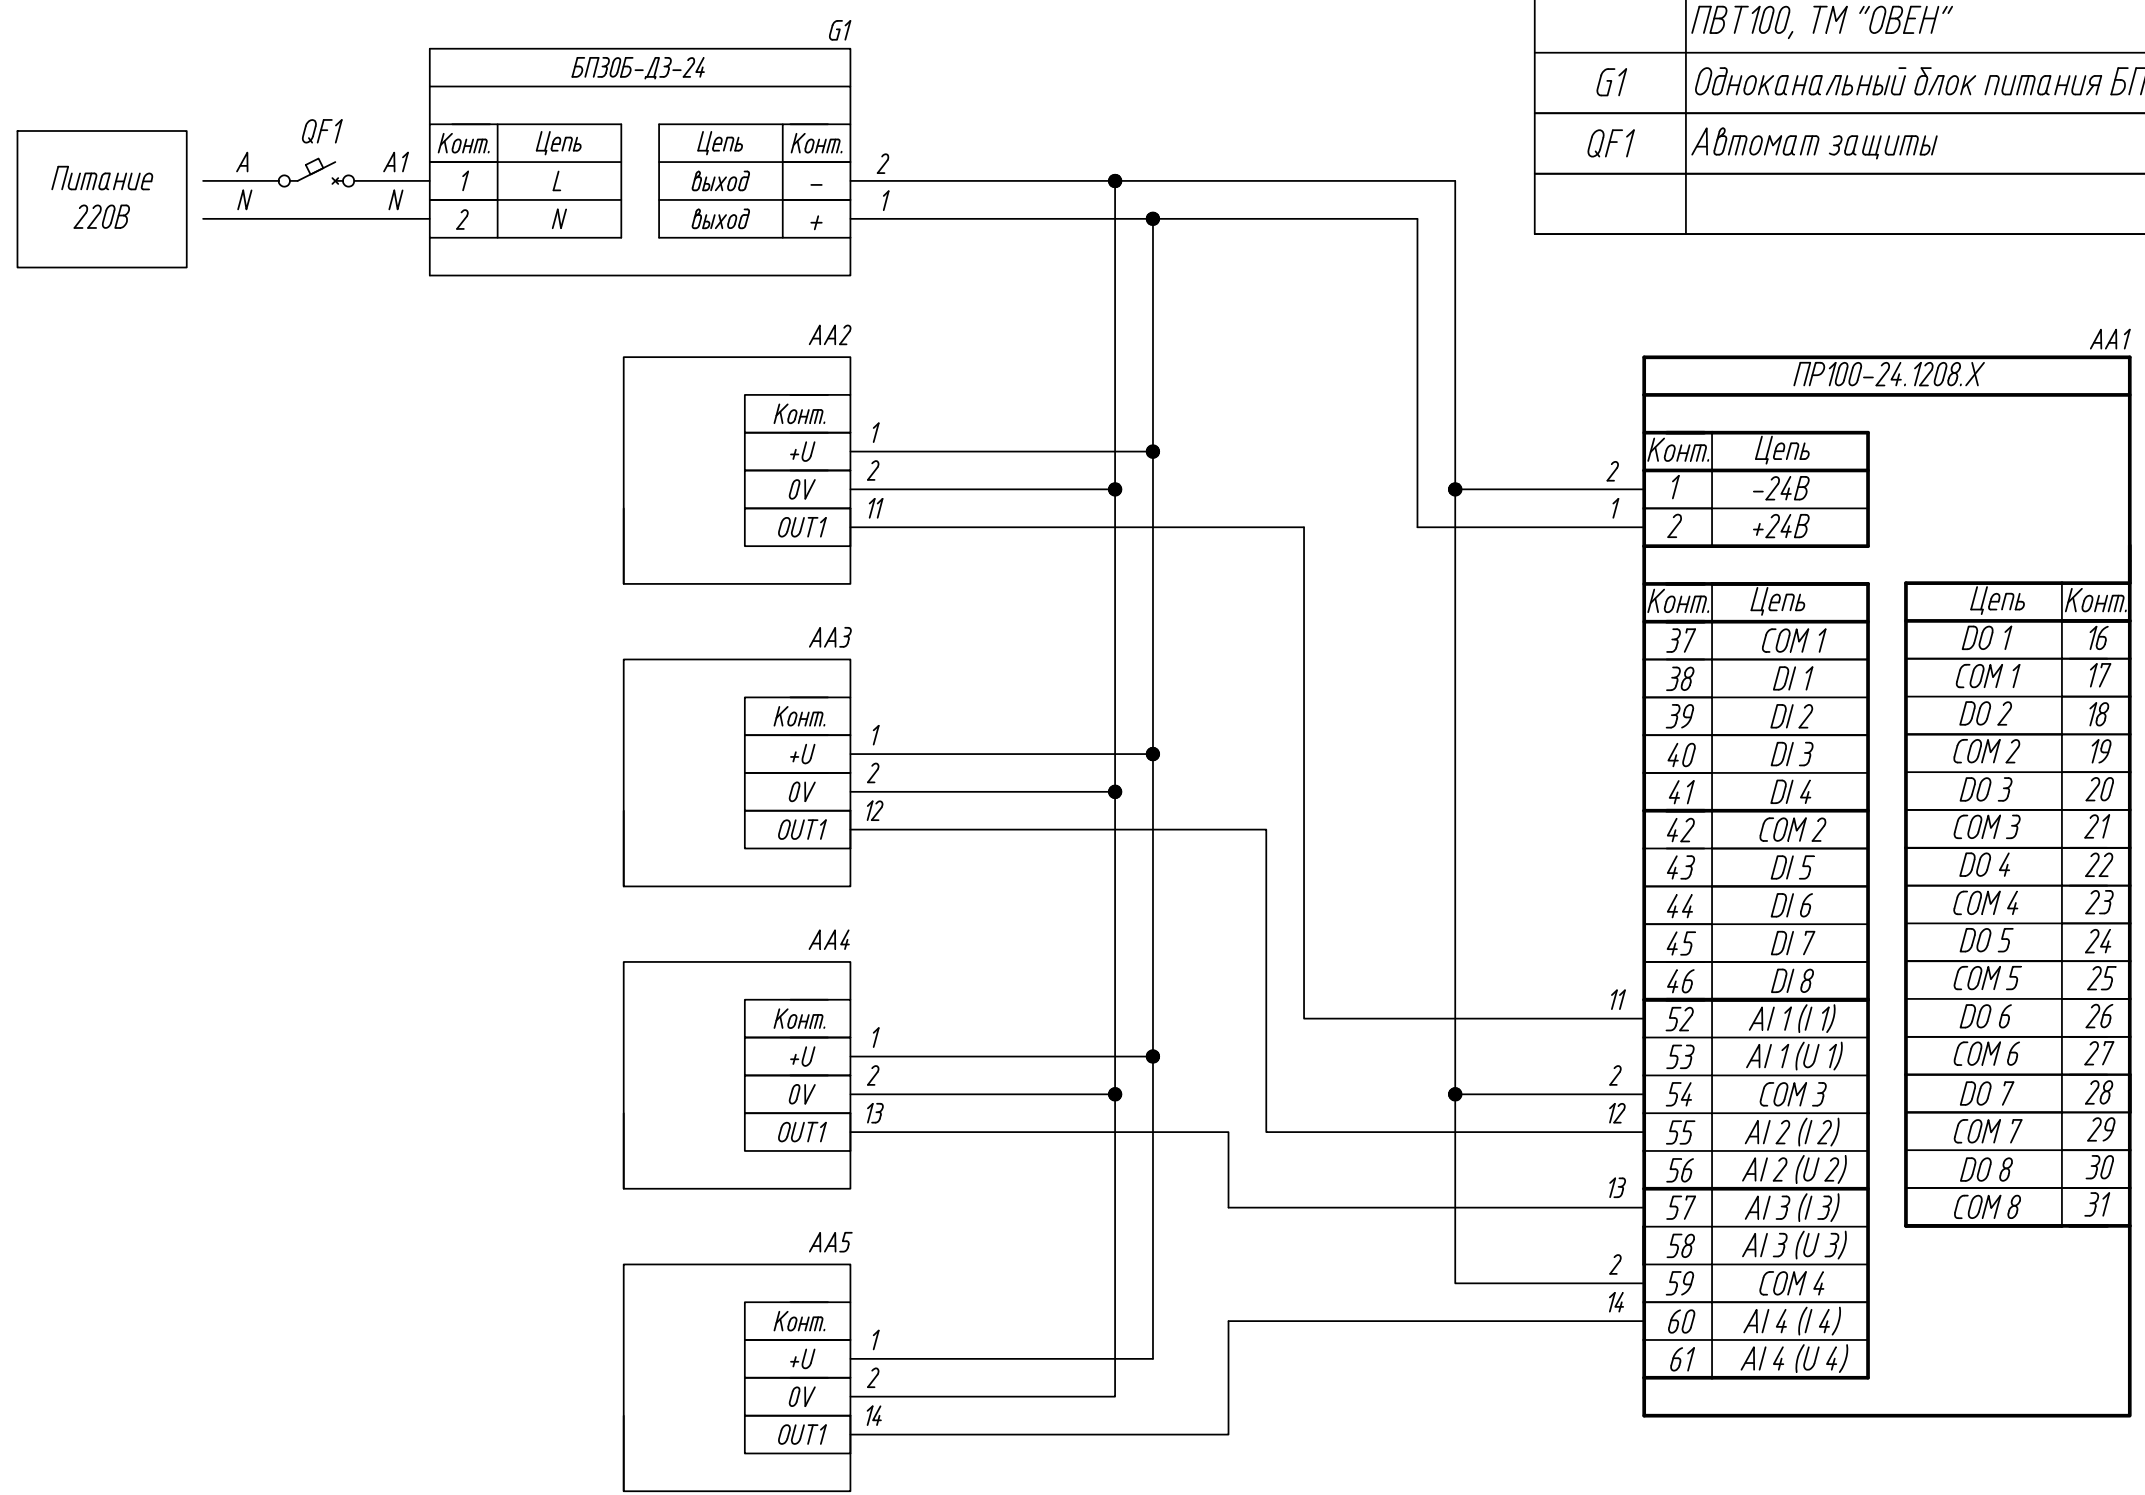 ПВТ100, ТМ "ОВЕН"
G1 Одноканальный блок питания БП
QF1 Автомат защиты
G1
БП30Б-Д3-24
Питание
220В
QF1
A A1
N N
Конт. Цепь
1 L
2 N
Цепь Конт.
выход –
выход +
2
1
AA2
Конт.
+U
0V
OUT1
1
2
11
AA3
Конт.
+U
0V
OUT1
1
2
12
AA4
Конт.
+U
0V
OUT1
1
2
13
AA5
Конт.
+U
0V
OUT1
1
2
14
AA1
ПР100-24.1208.Х
Конт. Цепь
2 1 -24В
1 2 +24В
Конт. Цепь
37 COM 1
38 DI 1
39 DI 2
40 DI 3
41 DI 4
42 COM 2
43 DI 5
44 DI 6
45 DI 7
46 DI 8
11 52 AI 1 (I 1)
53 AI 1 (U 1)
2 54 COM 3
12 55 AI 2 (I 2)
56 AI 2 (U 2)
13 57 AI 3 (I 3)
58 AI 3 (U 3)
2 59 COM 4
14 60 AI 4 (I 4)
61 AI 4 (U 4)
Цепь Конт.
DO 1 16
COM 1 17
DO 2 18
COM 2 19
DO 3 20
COM 3 21
DO 4 22
COM 4 23
DO 5 24
COM 5 25
DO 6 26
COM 6 27
DO 7 28
COM 7 29
DO 8 30
COM 8 31